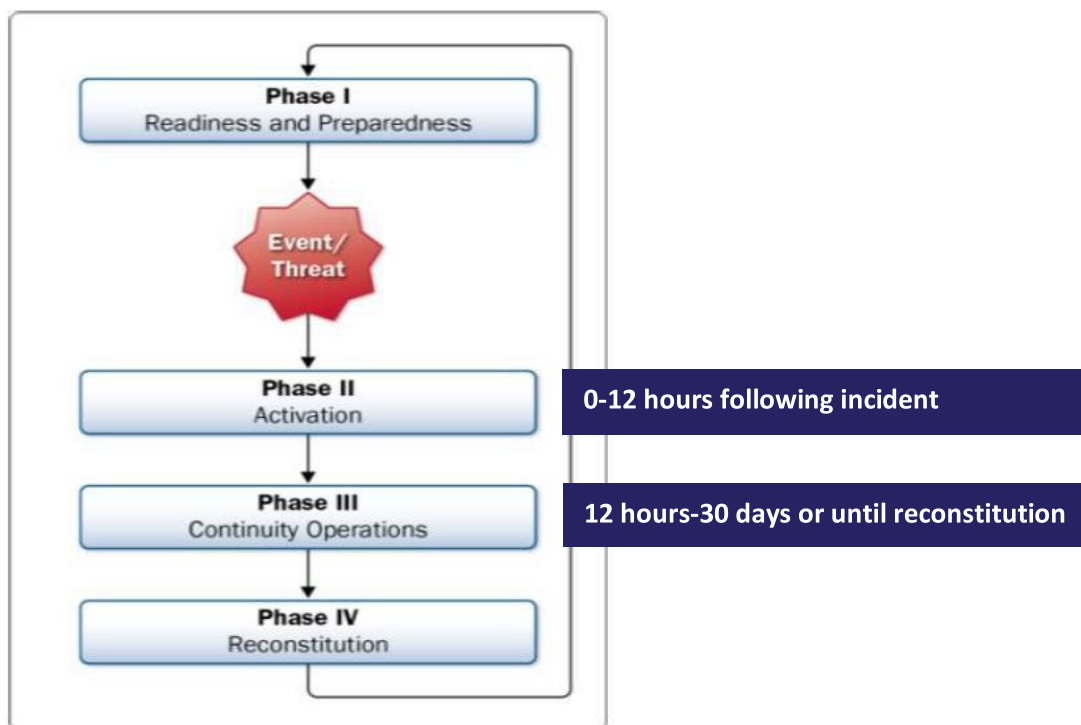 Phase I
Readiness and Preparedness
Event/
Threat
Phase II
Activation
0-12 hours following incident
Phase III
Continuity Operations
12 hours-30 days or until reconstitution
Phase IV
Reconstitution